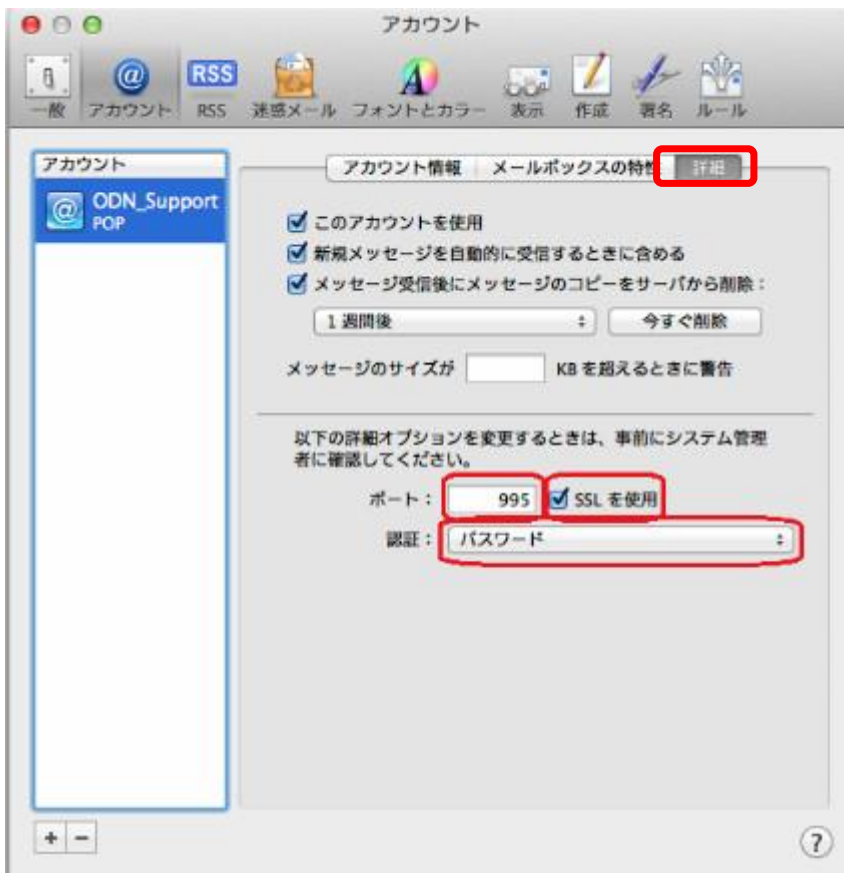 アカウント
RSS
一般 アカウント RSS 迷惑メール フォントとカラー 表示 作成 署名 ルール
アカウント
ODN_Support
POP
アカウント情報 メールボックスの特性 詳細
このアカウントを使用
新規メッセージを自動的に受信するときに含める
メッセージ受信後にメッセージのコピーをサーバから削除：
1 週間後 今すぐ削除
メッセージのサイズが KB を超えるときに警告
以下の詳細オプションを変更するときは、事前にシステム管理
者に確認してください。
ポート： 995 SSL を使用
認証： パスワード